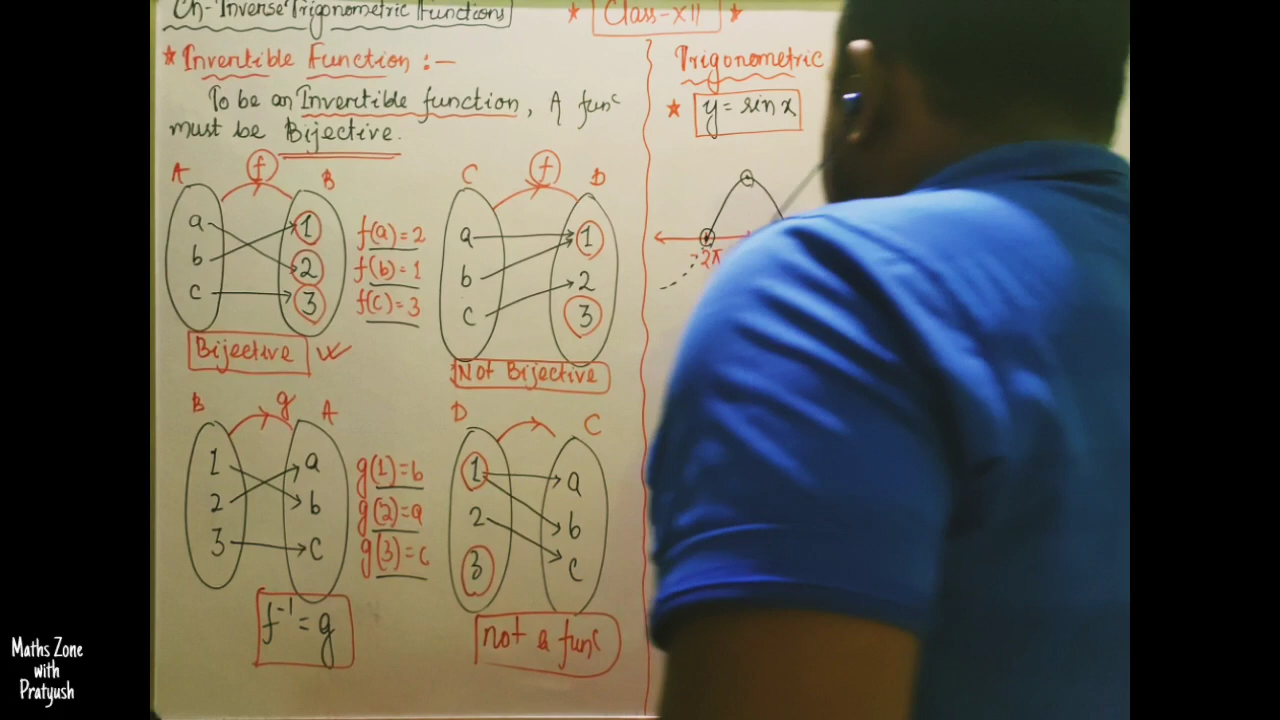 Ch-Inverse Trigonometric Functions
★ Class-XII ★
★ Invertible Function :-
To be an Invertible function, A funᶜ
must be Bijective.
f
A B
a 1
b 2
c 3
f(a)=2
f(b)=1
f(c)=3
Bijective
f
C D
a 1
b 2
c 3
Not Bijective
g
B A
1 a
2 b
3 c
g(1)=b
g(2)=a
g(3)=c
f⁻¹=g
D C
1 a
2 b
3 c
not a funᶜ
Trigonometric
★ y=sin x
-2π
Maths Zone
with
Pratyush